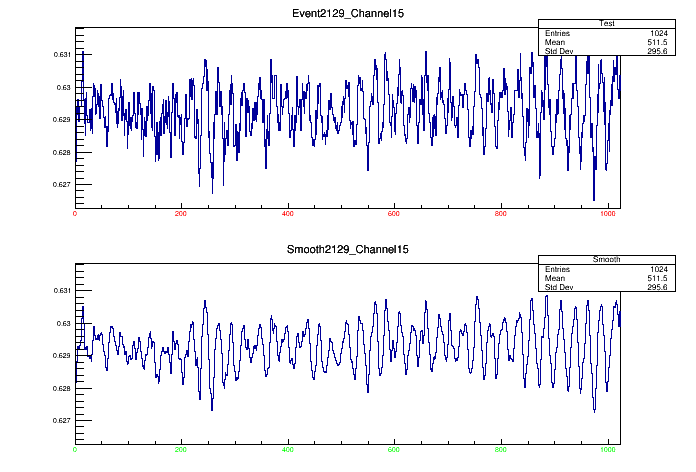 Event2129_Channel15
Test
Entries 1024
Mean 511.5
Std Dev 295.6
0.631
0.63
0.629
0.628
0.627
0 200 400 600 800 1000
Smooth2129_Channel15
Smooth
Entries 1024
Mean 511.5
Std Dev 295.6
0.631
0.63
0.629
0.628
0.627
0 200 400 600 800 1000